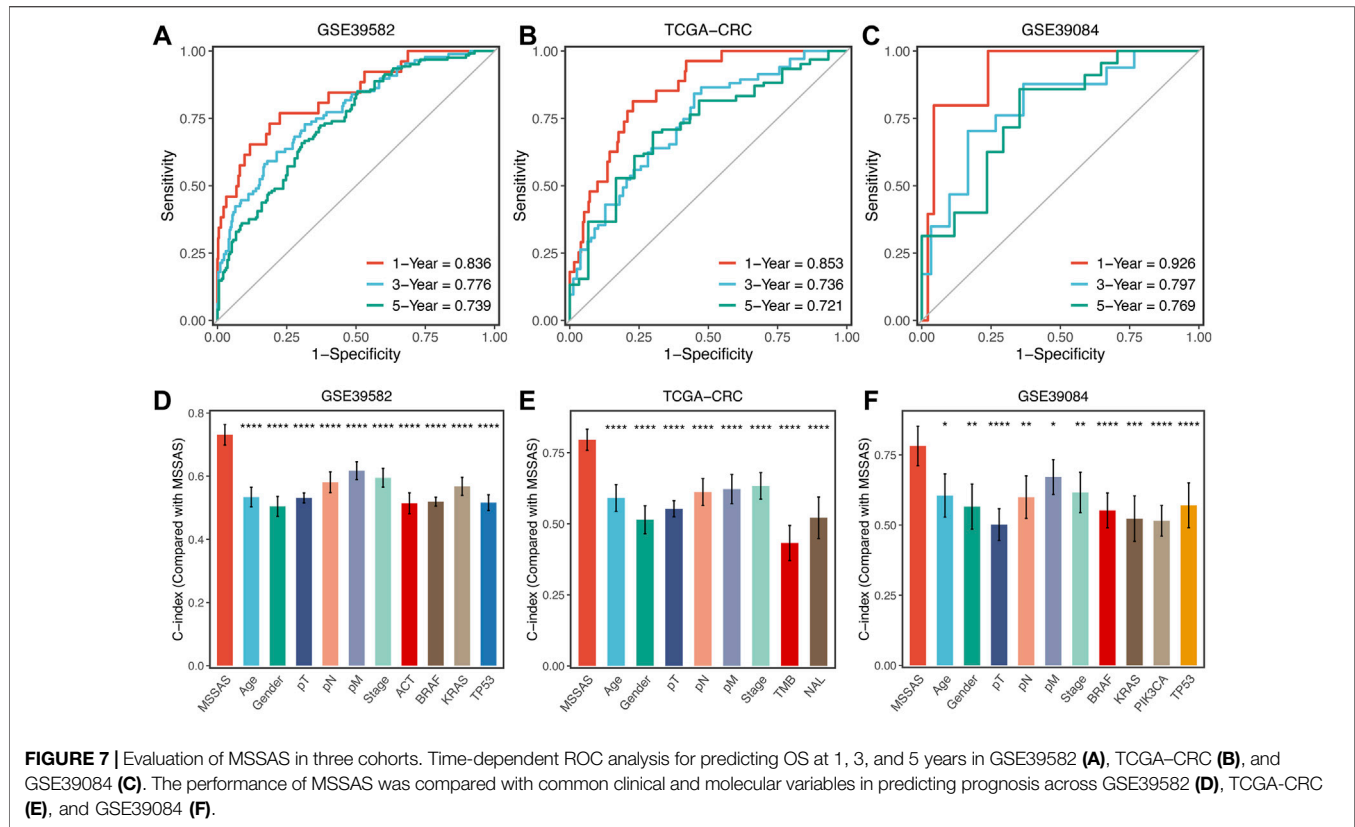 A
GSE39582
Sensitivity
1.00
0.75
0.50
0.25
0.00
1-Year = 0.836
3-Year = 0.776
5-Year = 0.739
0.00 0.25 0.50 0.75 1.00
1-Specificity
B
TCGA-CRC
Sensitivity
1.00
0.75
0.50
0.25
0.00
1-Year = 0.853
3-Year = 0.736
5-Year = 0.721
0.00 0.25 0.50 0.75 1.00
1-Specificity
C
GSE39084
Sensitivity
1.00
0.75
0.50
0.25
0.00
1-Year = 0.926
3-Year = 0.797
5-Year = 0.769
0.00 0.25 0.50 0.75 1.00
1-Specificity
D
GSE39582
C-index (Compared with MSSAS)
0.8
0.6
0.4
0.2
0.0
**** **** **** **** **** **** **** **** **** ****
MSSAS Age Gender pT pN pM Stage ACT BRAF KRAS TP53
E
TCGA-CRC
C-index (Compared with MSSAS)
0.75
0.50
0.25
0.00
**** **** **** **** **** **** **** ****
MSSAS Age Gender pT pN pM Stage TMB NAL
F
GSE39084
C-index (Compared with MSSAS)
0.75
0.50
0.25
0.00
* ** **** ** * ** **** *** **** ****
MSSAS Age Gender pT pN pM Stage BRAF KRAS PIK3CA TP53
FIGURE 7 | Evaluation of MSSAS in three cohorts. Time-dependent ROC analysis for predicting OS at 1, 3, and 5 years in GSE39582 (A), TCGA–CRC (B), and
GSE39084 (C). The performance of MSSAS was compared with common clinical and molecular variables in predicting prognosis across GSE39582 (D), TCGA-CRC
(E), and GSE39084 (F).